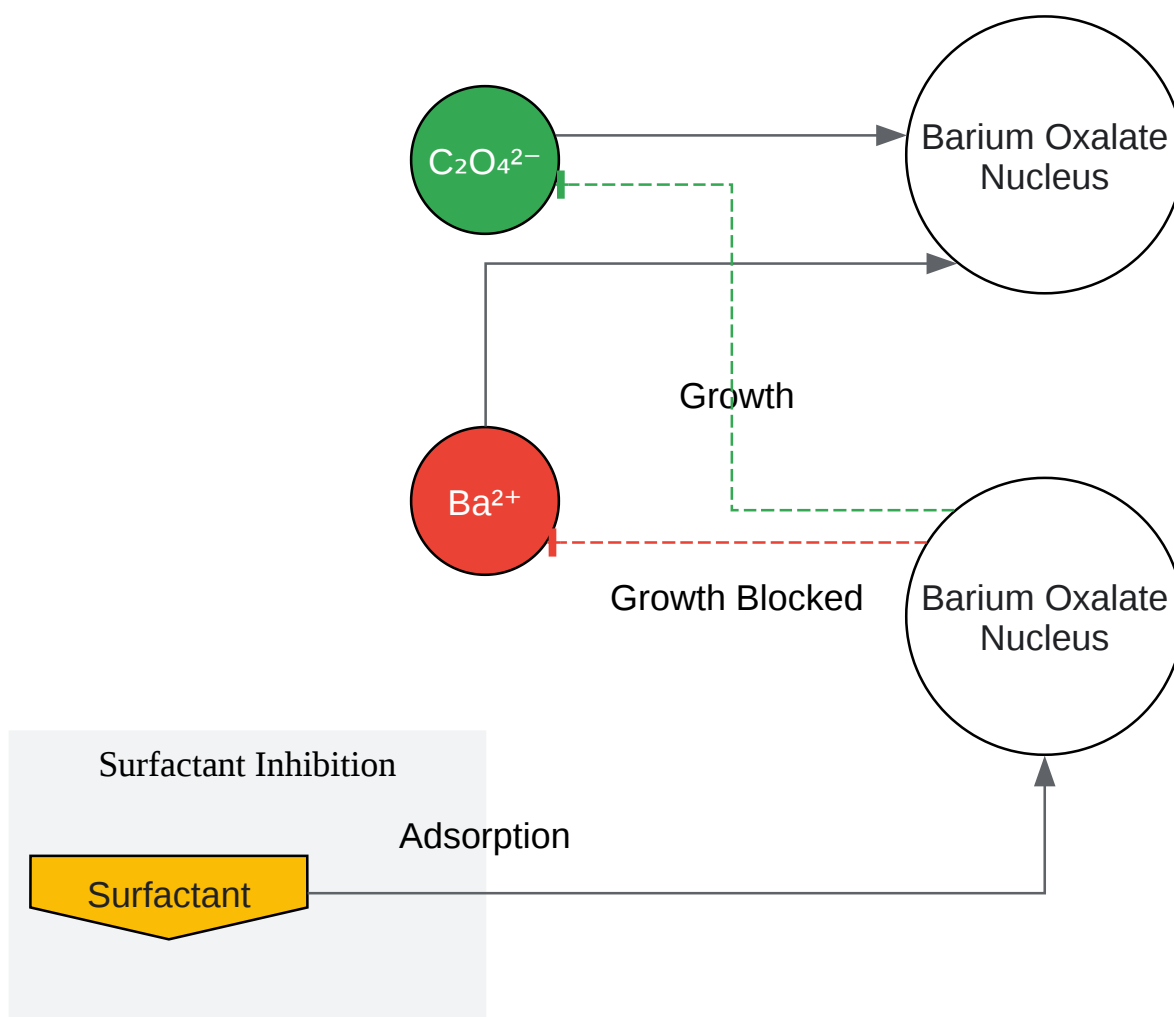 Barium Oxalate
Nucleus
C₂O₄²⁻
Growth
Ba²⁺
Growth Blocked
Barium Oxalate
Nucleus
Surfactant Inhibition
Adsorption
Surfactant